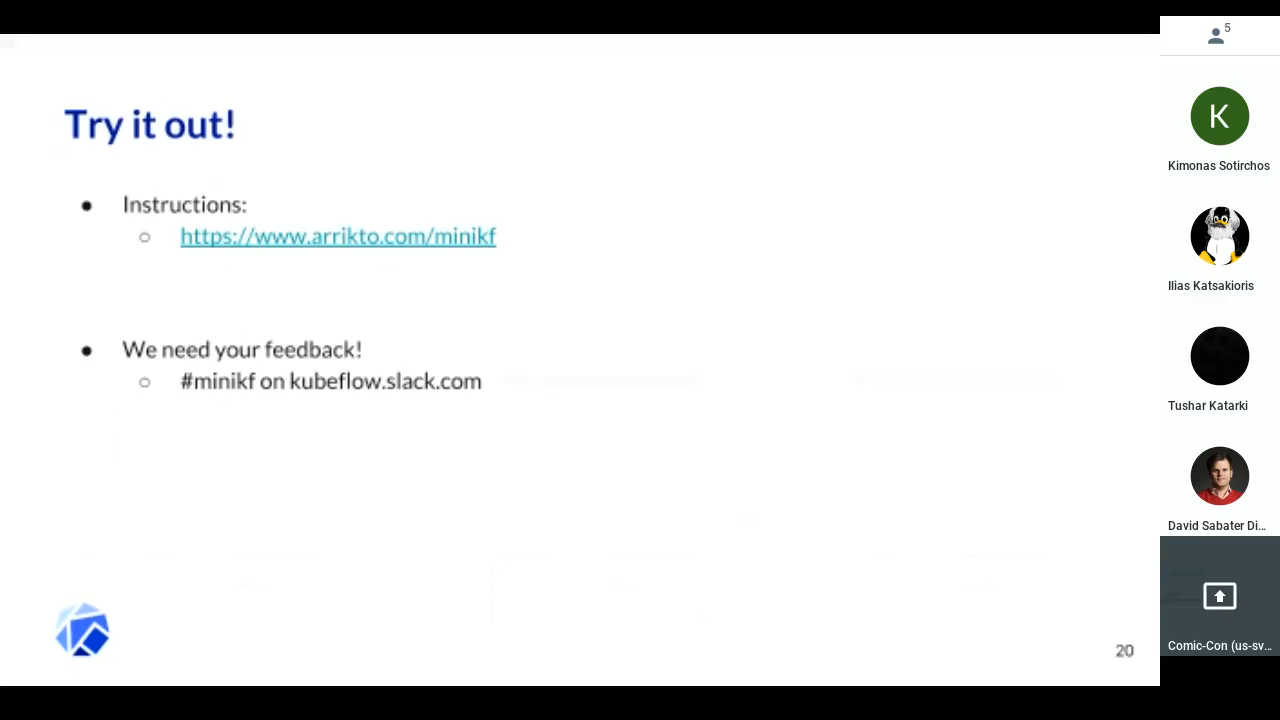 Try it out!
● Instructions:
○ https://www.arrikto.com/minikf
● We need your feedback!
○ #minikf on kubeflow.slack.com
20
5
K
Kimonas Sotirchos
Ilias Katsakioris
Tushar Katarki
David Sabater Di...
Comic-Con (us-sv...